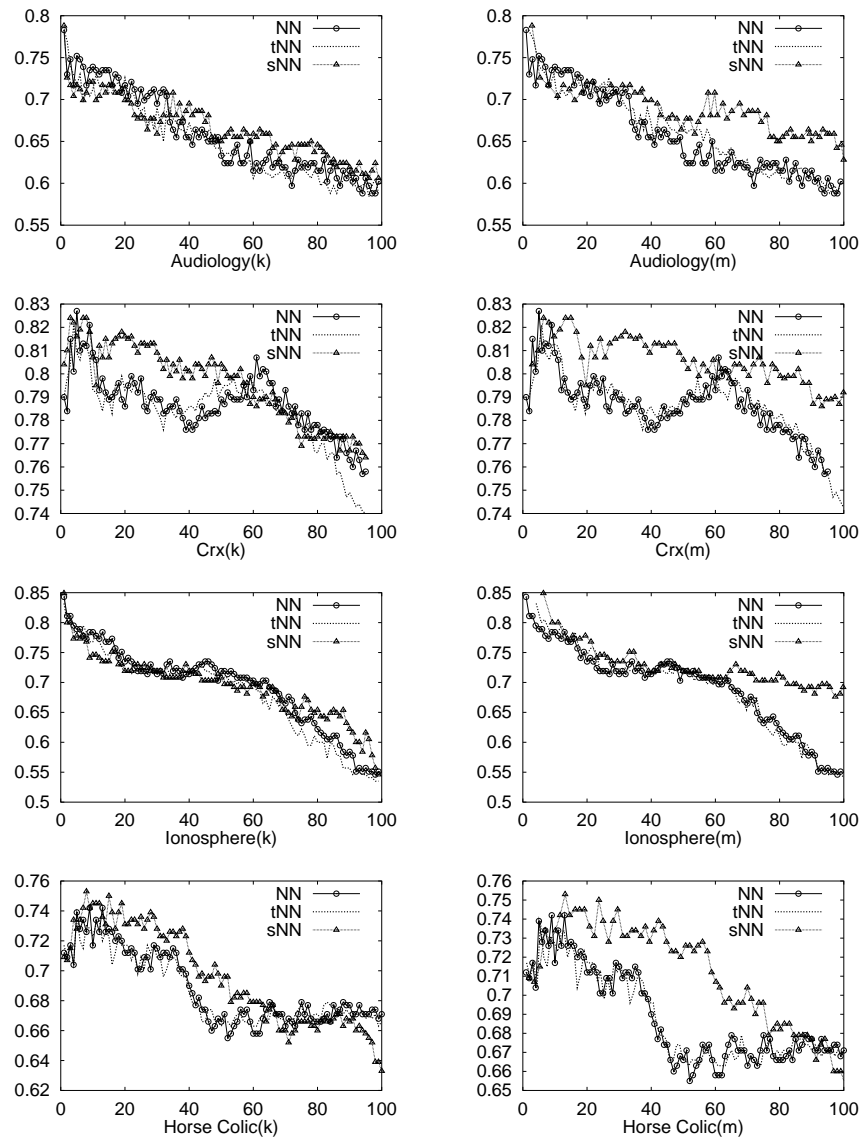 0.8
0.75
0.7
0.65
0.6
0.55
0 20 40 60 80 100
Audiology(k)
NN
tNN
sNN
0.8
0.75
0.7
0.65
0.6
0.55
0 20 40 60 80 100
Audiology(m)
NN
tNN
sNN
0.83
0.82
0.81
0.8
0.79
0.78
0.77
0.76
0.75
0.74
0 20 40 60 80 100
Crx(k)
NN
tNN
sNN
0.83
0.82
0.81
0.8
0.79
0.78
0.77
0.76
0.75
0.74
0 20 40 60 80 100
Crx(m)
NN
tNN
sNN
0.85
0.8
0.75
0.7
0.65
0.6
0.55
0.5
0 20 40 60 80 100
Ionosphere(k)
NN
tNN
sNN
0.85
0.8
0.75
0.7
0.65
0.6
0.55
0.5
0 20 40 60 80 100
Ionosphere(m)
NN
tNN
sNN
0.76
0.74
0.72
0.7
0.68
0.66
0.64
0.62
0 20 40 60 80 100
Horse Colic(k)
NN
tNN
sNN
0.76
0.75
0.74
0.73
0.72
0.71
0.7
0.69
0.68
0.67
0.66
0.65
0 20 40 60 80 100
Horse Colic(m)
NN
tNN
sNN